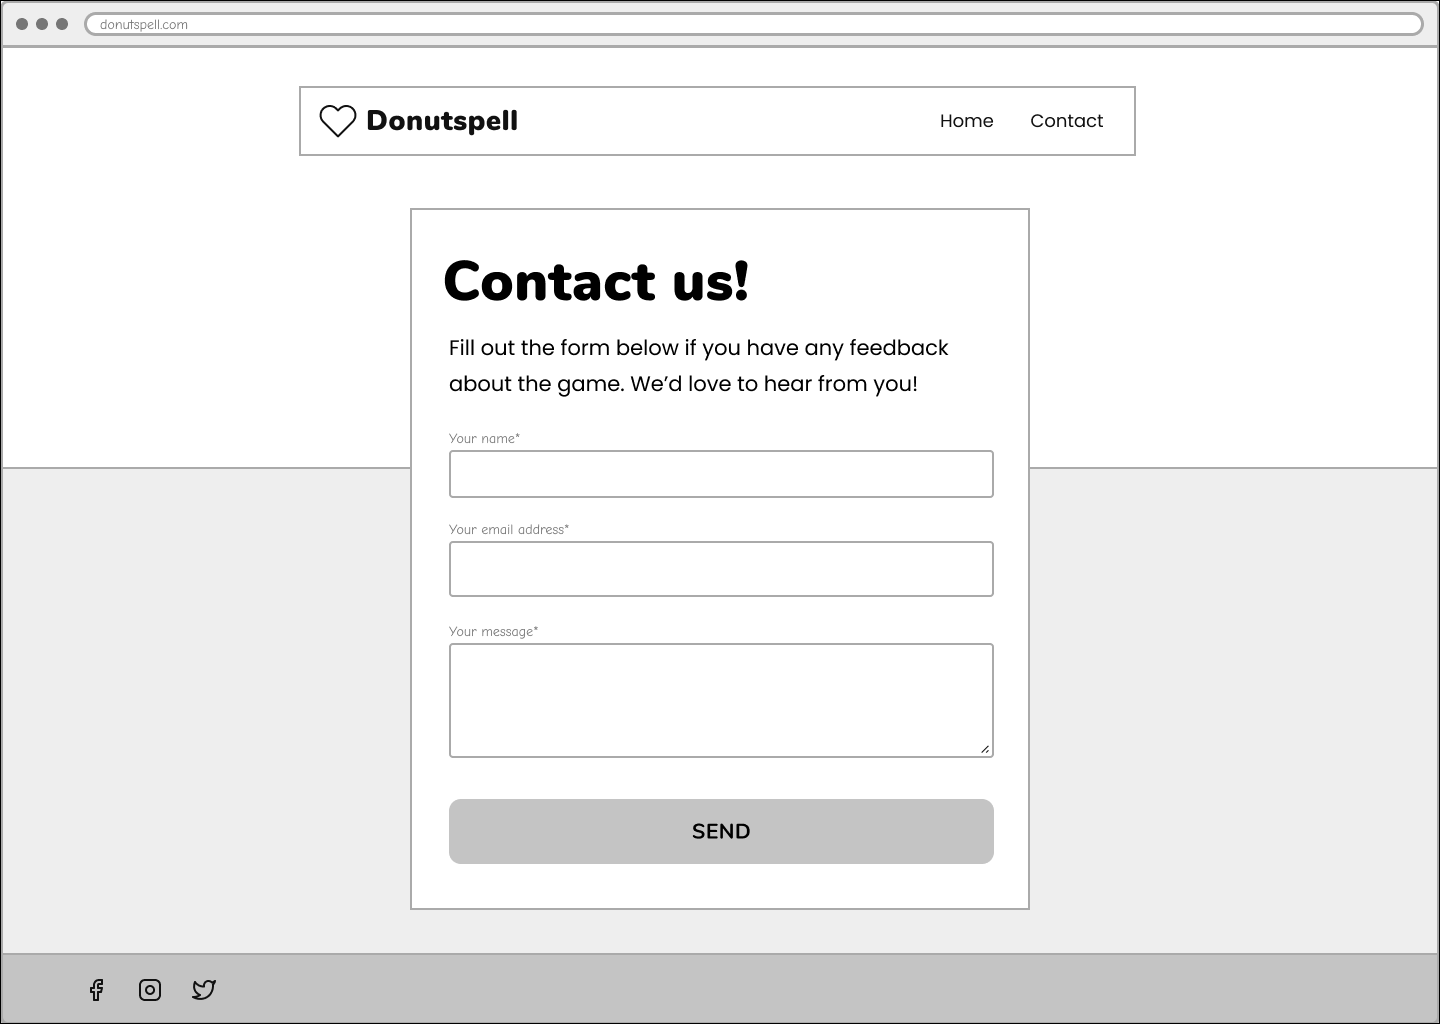 donutspell.com
Donutspell
Home
Contact
Contact us!
Fill out the form below if you have any feedback
about the game. We’d love to hear from you!
Your name*
Your email address*
Your message*
SEND